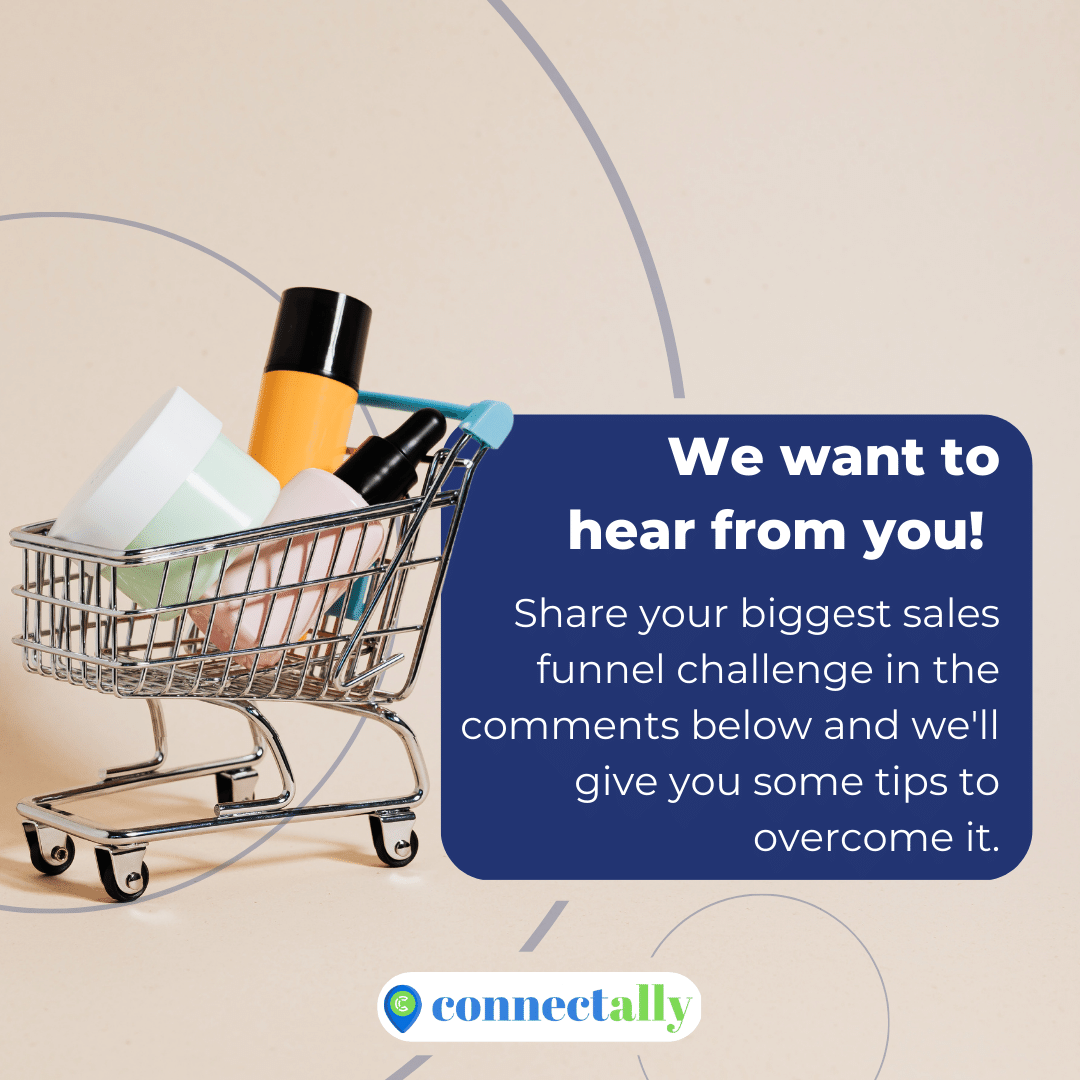 We want to
hear from you!
Share your biggest sales
funnel challenge in the
comments below and we'll
give you some tips to
overcome it.
C connectally